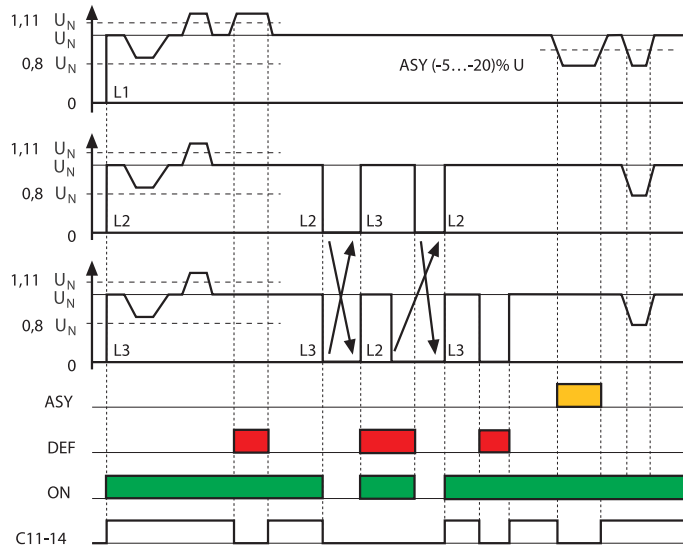 1,11 U_N
U_N
0,8 U_N
ASY (-5...-20)% U
L1
0
1,11 U_N
U_N
0,8 U_N
L2 L2 L3 L2
0
1,11 U_N
U_N
0,8 U_N
L3 L3 L2 L3
0
ASY
DEF
ON
C11-14